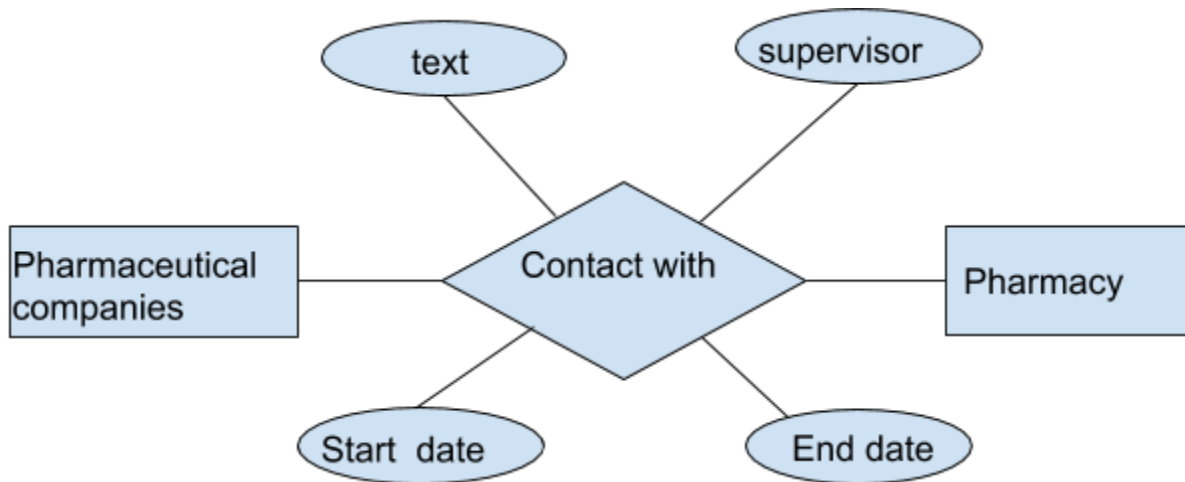 text
supervisor
Pharmaceutical
companies
Contact with
Pharmacy
Start date
End date